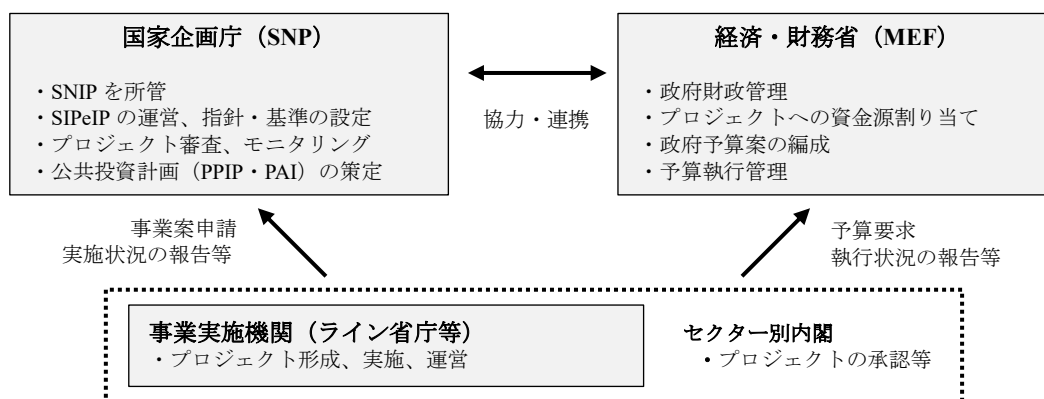 国家企画庁（SNP）
・SNIP を所管
・SIPeIP の運営、指針・基準の設定
・プロジェクト審査、モニタリング
・公共投資計画（PPIP・PAI）の策定
協力・連携
経済・財務省（MEF）
・政府財政管理
・プロジェクトへの資金源割り当て
・政府予算案の編成
・予算執行管理
事業案申請
実施状況の報告等
予算要求
執行状況の報告等
事業実施機関（ライン省庁等）
・プロジェクト形成、実施、運営
セクター別内閣
・プロジェクトの承認等